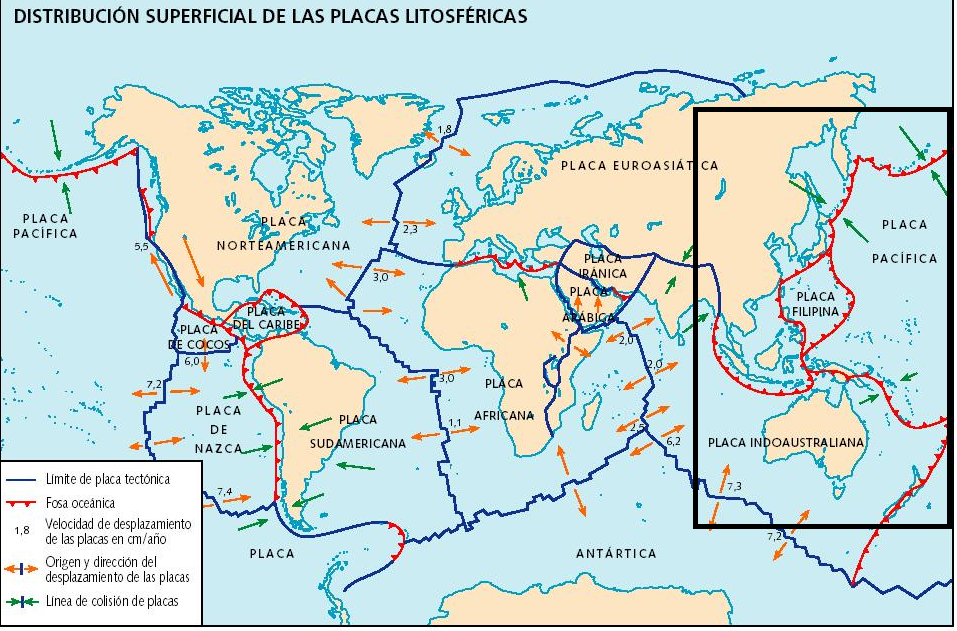 DISTRIBUCIÓN SUPERFICIAL DE LAS PLACAS LITOSFÉRICAS
1,8
PLACA EUROASIÁTICA
PLACA
PACÍFICA
PLACA
NORTEAMERICANA
2,3
5,5
3,0
PLACA
IRÁNICA
PLACA
ARÁBICA
PLACA
PACÍFICA
PLACA
FILIPINA
PLACA
DEL CARIBE
PLACA
DE COCOS
6,0
7,2
2,0
2,0
3,0
1,1
PLACA
AFRICANA
PLACA
DE
NAZCA
PLACA
SUDAMERICANA
2,5
6,2
PLACA INDOAUSTRALIANA
7,3
7,4
7,2
PLACA
ANTÁRTICA
Límite de placa tectónica
Fosa oceánica
1,8
Velocidad de desplazamiento
de las placas en cm/año
Origen y dirección del
desplazamiento de las placas
Línea de colisión de placas